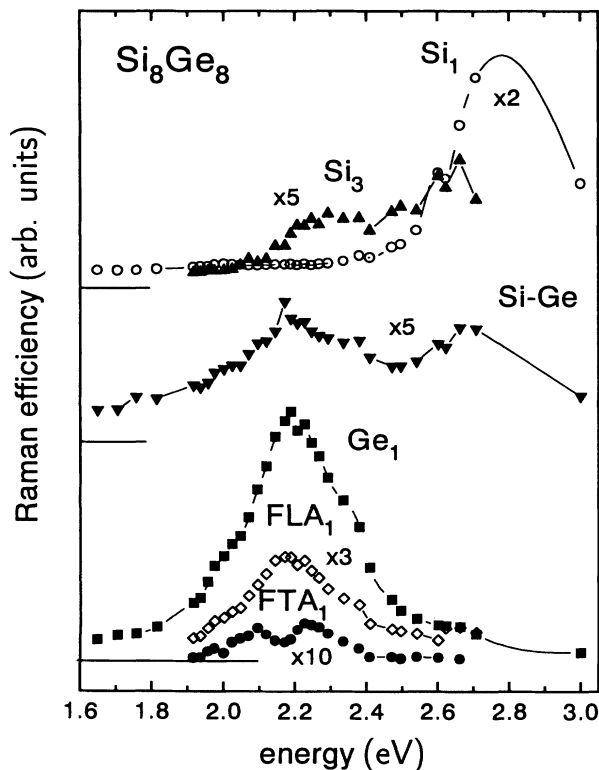 Si₈Ge₈
Si₁
x2
Si₃
x5
Si-Ge
x5
Ge₁
FLA₁
x3
FTA₁
x10
Raman efficiency (arb. units)
1.6 1.8 2.0 2.2 2.4 2.6 2.8 3.0
energy (eV)